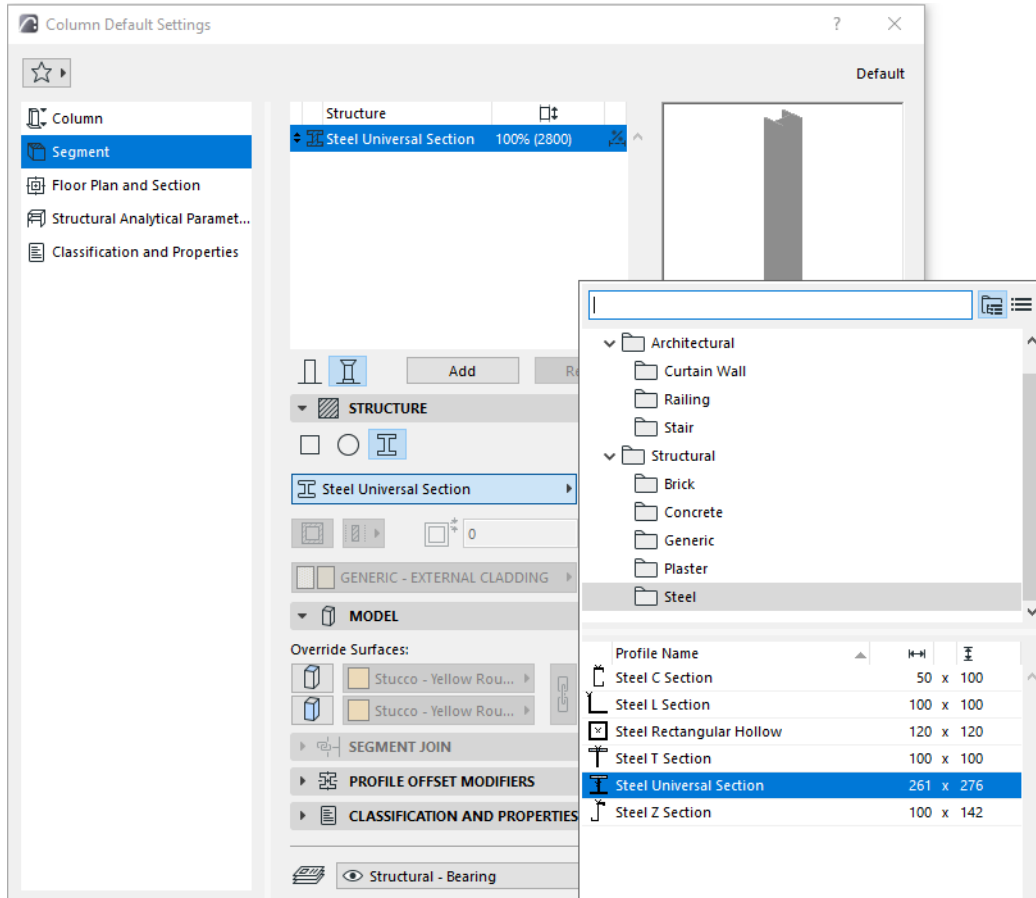 Column Default Settings
?
Default
Column
Segment
Floor Plan and Section
Structural Analytical Paramet...
Classification and Properties
Structure
Steel Universal Section 100% (2800)
Add
STRUCTURE
Steel Universal Section
0
GENERIC - EXTERNAL CLADDING
MODEL
Override Surfaces:
Stucco - Yellow Rou...
Stucco - Yellow Rou...
SEGMENT JOIN
PROFILE OFFSET MODIFIERS
CLASSIFICATION AND PROPERTIES
Structural - Bearing
Architectural
Curtain Wall
Railing
Stair
Structural
Brick
Concrete
Generic
Plaster
Steel
Profile Name
Steel C Section 50 x 100
Steel L Section 100 x 100
Steel Rectangular Hollow 120 x 120
Steel T Section 100 x 100
Steel Universal Section 261 x 276
Steel Z Section 100 x 142